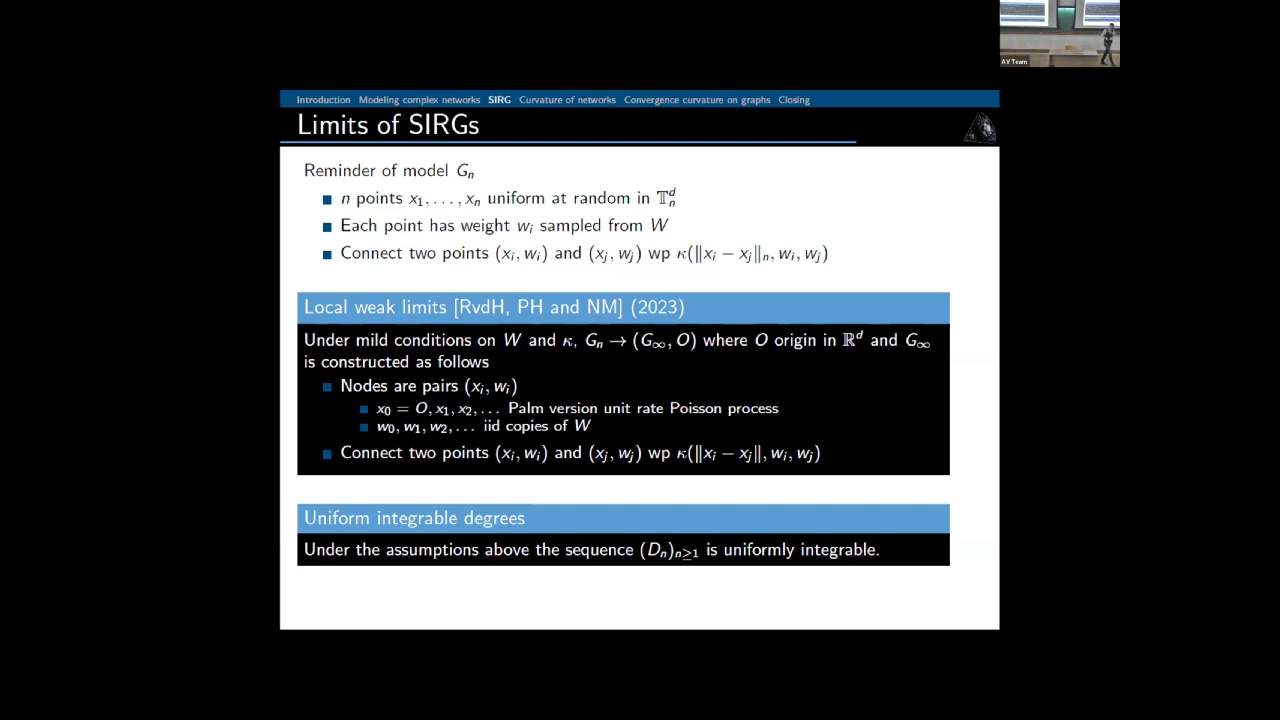 AV Team
Introduction Modeling complex networks SIRG Curvature of networks Convergence curvature on graphs Closing
Limits of SIRGs
Reminder of model Gₙ
n points x₁, . . . , xₙ uniform at random in 𝕋ₙᵈ
Each point has weight wᵢ sampled from W
Connect two points (xᵢ, wᵢ) and (xⱼ, wⱼ) wp κ(‖xᵢ − xⱼ‖ₙ, wᵢ, wⱼ)
Local weak limits [RvdH, PH and NM] (2023)
Under mild conditions on W and κ, Gₙ → (G∞, O) where O origin in ℝᵈ and G∞
is constructed as follows
Nodes are pairs (xᵢ, wᵢ)
x₀ = O, x₁, x₂, . . . Palm version unit rate Poisson process
w₀, w₁, w₂, . . . iid copies of W
Connect two points (xᵢ, wᵢ) and (xⱼ, wⱼ) wp κ(‖xᵢ − xⱼ‖, wᵢ, wⱼ)
Uniform integrable degrees
Under the assumptions above the sequence (Dₙ)ₙ≥₁ is uniformly integrable.